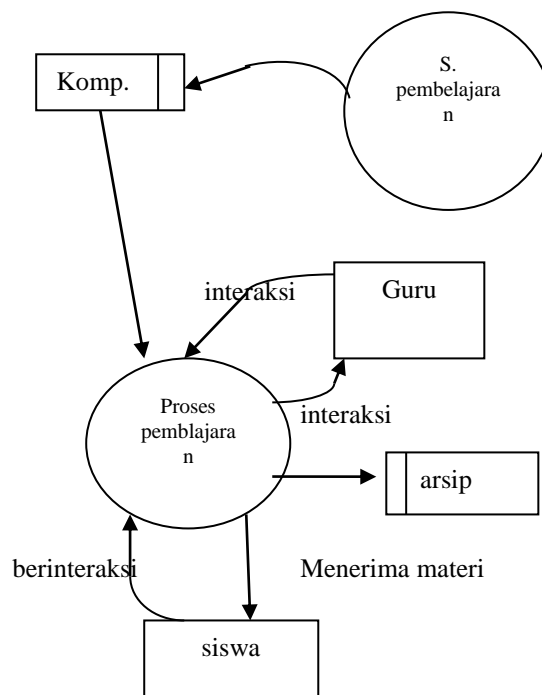 S.
pembelajara
n
Komp.
interaksi
Guru
Proses
pemblajara
n
interaksi
arsip
berinteraksi
Menerima materi
siswa